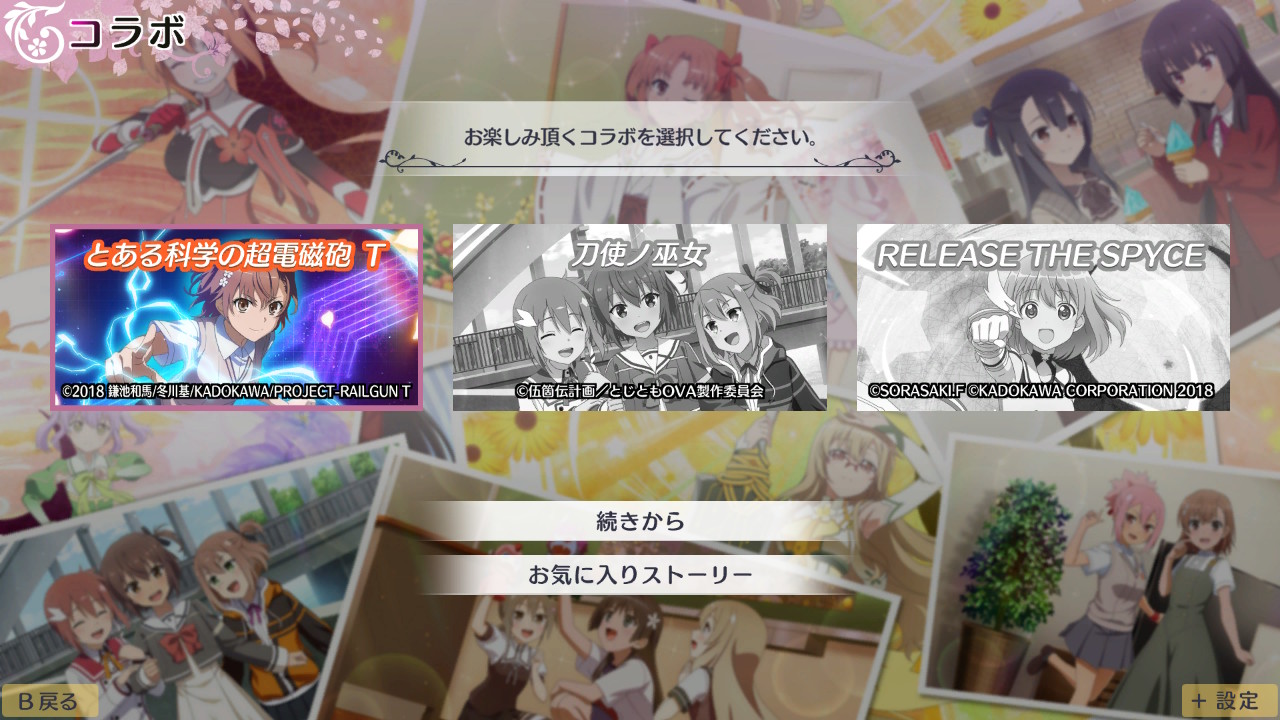 コラボ
お楽しみ頂くコラボを選択してください。
とある科学の超電磁砲 T
©2018 鎌池和馬/冬川基/KADOKAWA/PROJECT-RAILGUN T
刀使ノ巫女
©伍箇伝計画／とじともOVA製作委員会
RELEASE THE SPYCE
©SORASAKI.F ©KADOKAWA CORPORATION 2018
続きから
お気に入りストーリー
B 戻る
+ 設定